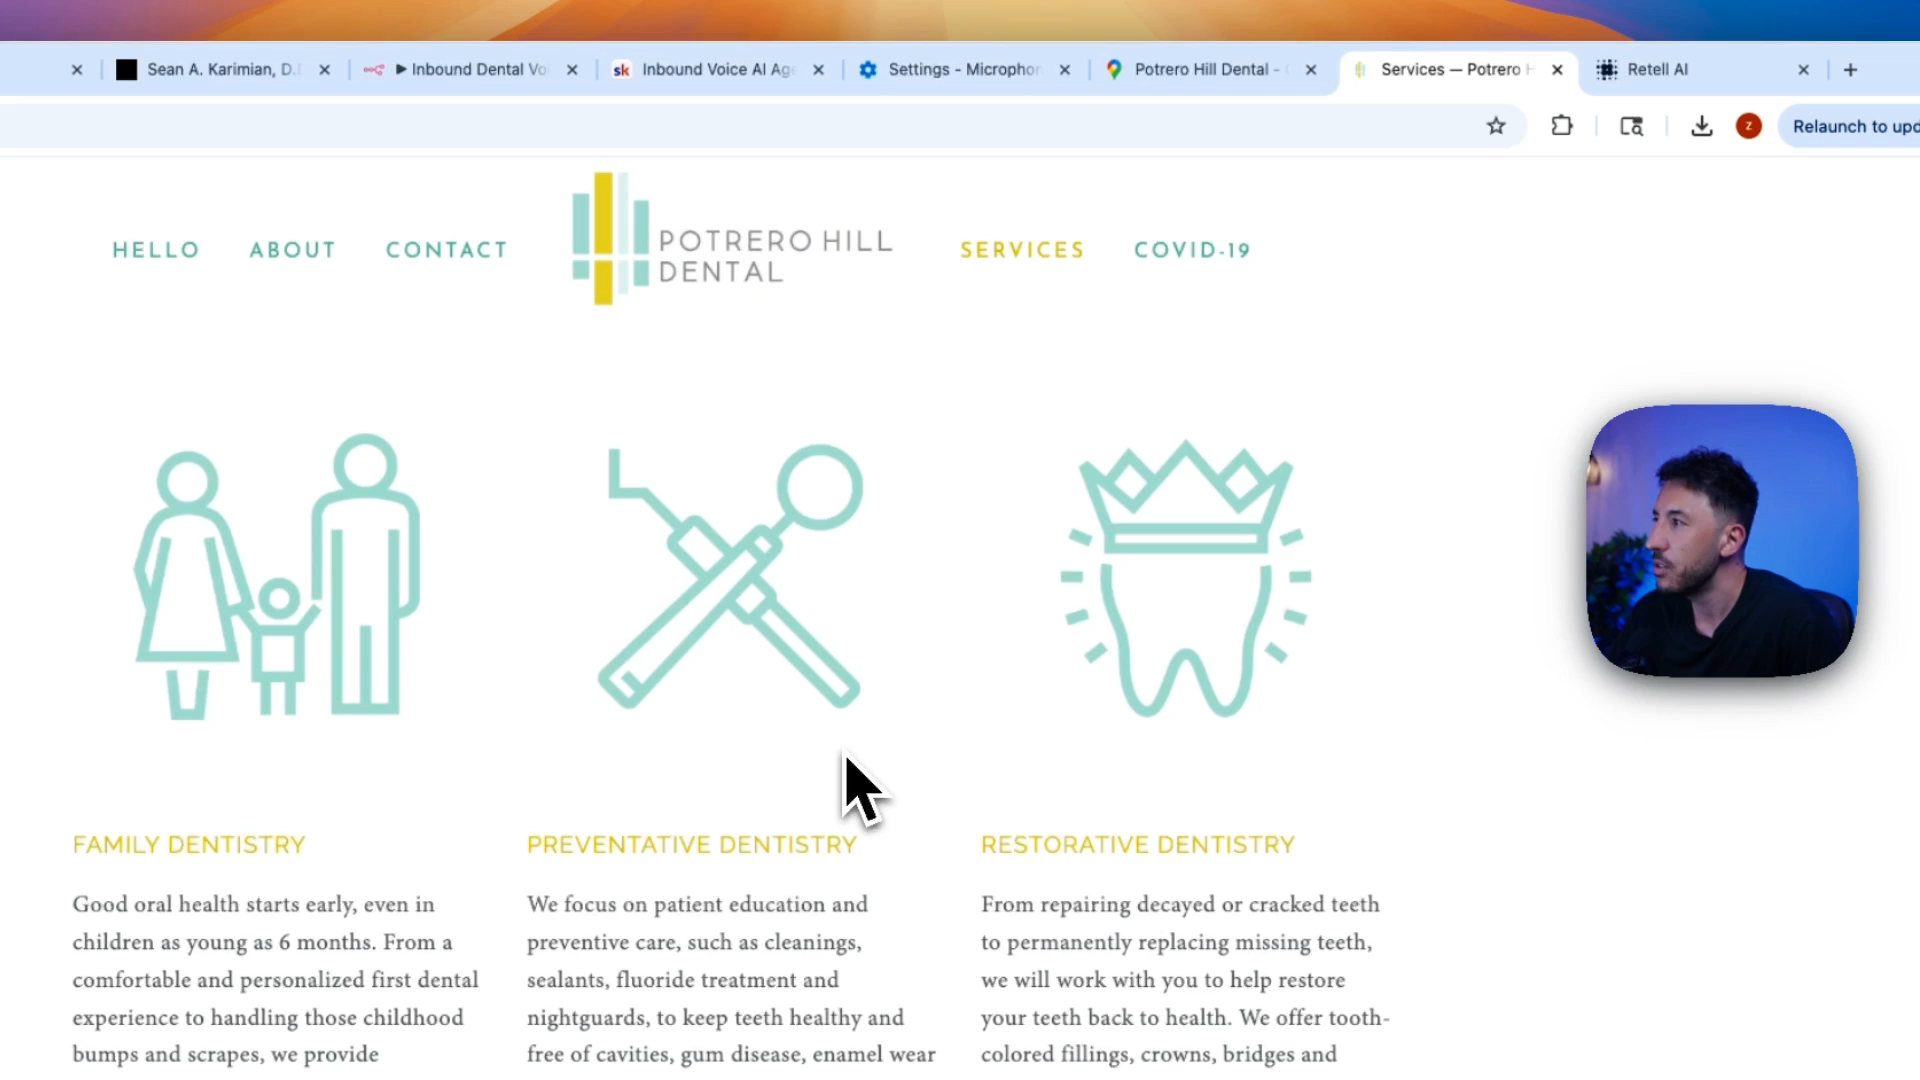 Sean A. Karimian, D.
Inbound Dental Vo
sk
Inbound Voice AI Ag
Settings - Microphon
Potrero Hill Dental -
Services — Potrero H
Retell AI
z
Relaunch to upd
HELLO
ABOUT
CONTACT
POTRERO HILL
DENTAL
SERVICES
COVID-19
FAMILY DENTISTRY
Good oral health starts early, even in
children as young as 6 months. From a
comfortable and personalized first dental
experience to handling those childhood
bumps and scrapes, we provide
PREVENTATIVE DENTISTRY
We focus on patient education and
preventive care, such as cleanings,
sealants, fluoride treatment and
nightguards, to keep teeth healthy and
free of cavities, gum disease, enamel wear
RESTORATIVE DENTISTRY
From repairing decayed or cracked teeth
to permanently replacing missing teeth,
we will work with you to help restore
your teeth back to health. We offer tooth-
colored fillings, crowns, bridges and